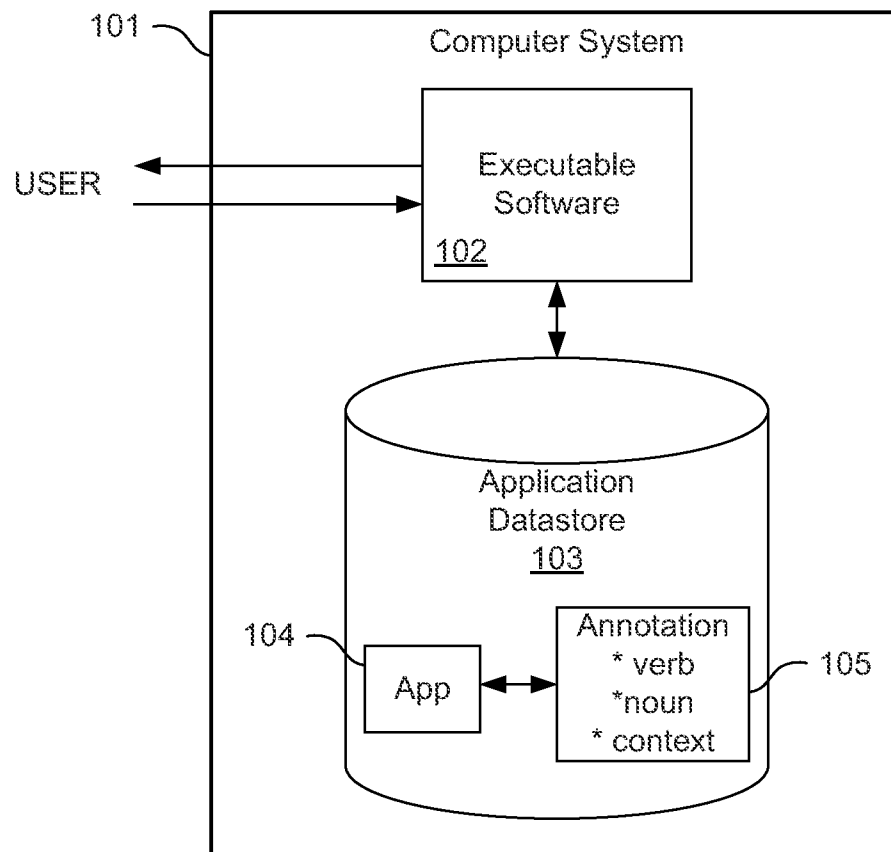 101
Computer System
USER
Executable
Software
102
Application
Datastore
103
104
App
Annotation
* verb
*noun
* context
105